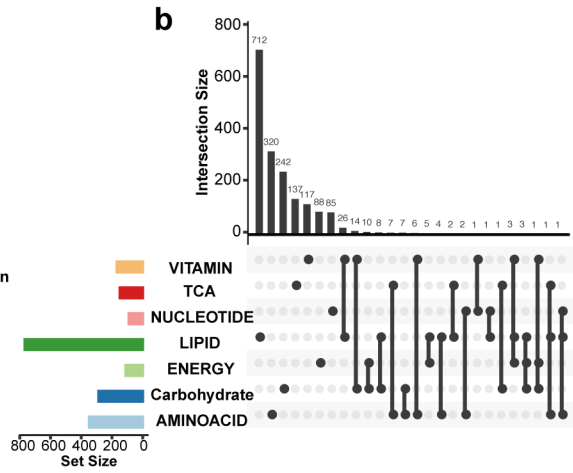 b
800
600
400
200
0
Intersection Size
712
320
242
137
117
88
85
26
14
10
8
7
7
6
5
4
2
2
1
1
1
3
3
1
1
1
n
VITAMIN
TCA
NUCLEOTIDE
LIPID
ENERGY
Carbohydrate
AMINOACID
800 600 400 200 0
Set Size